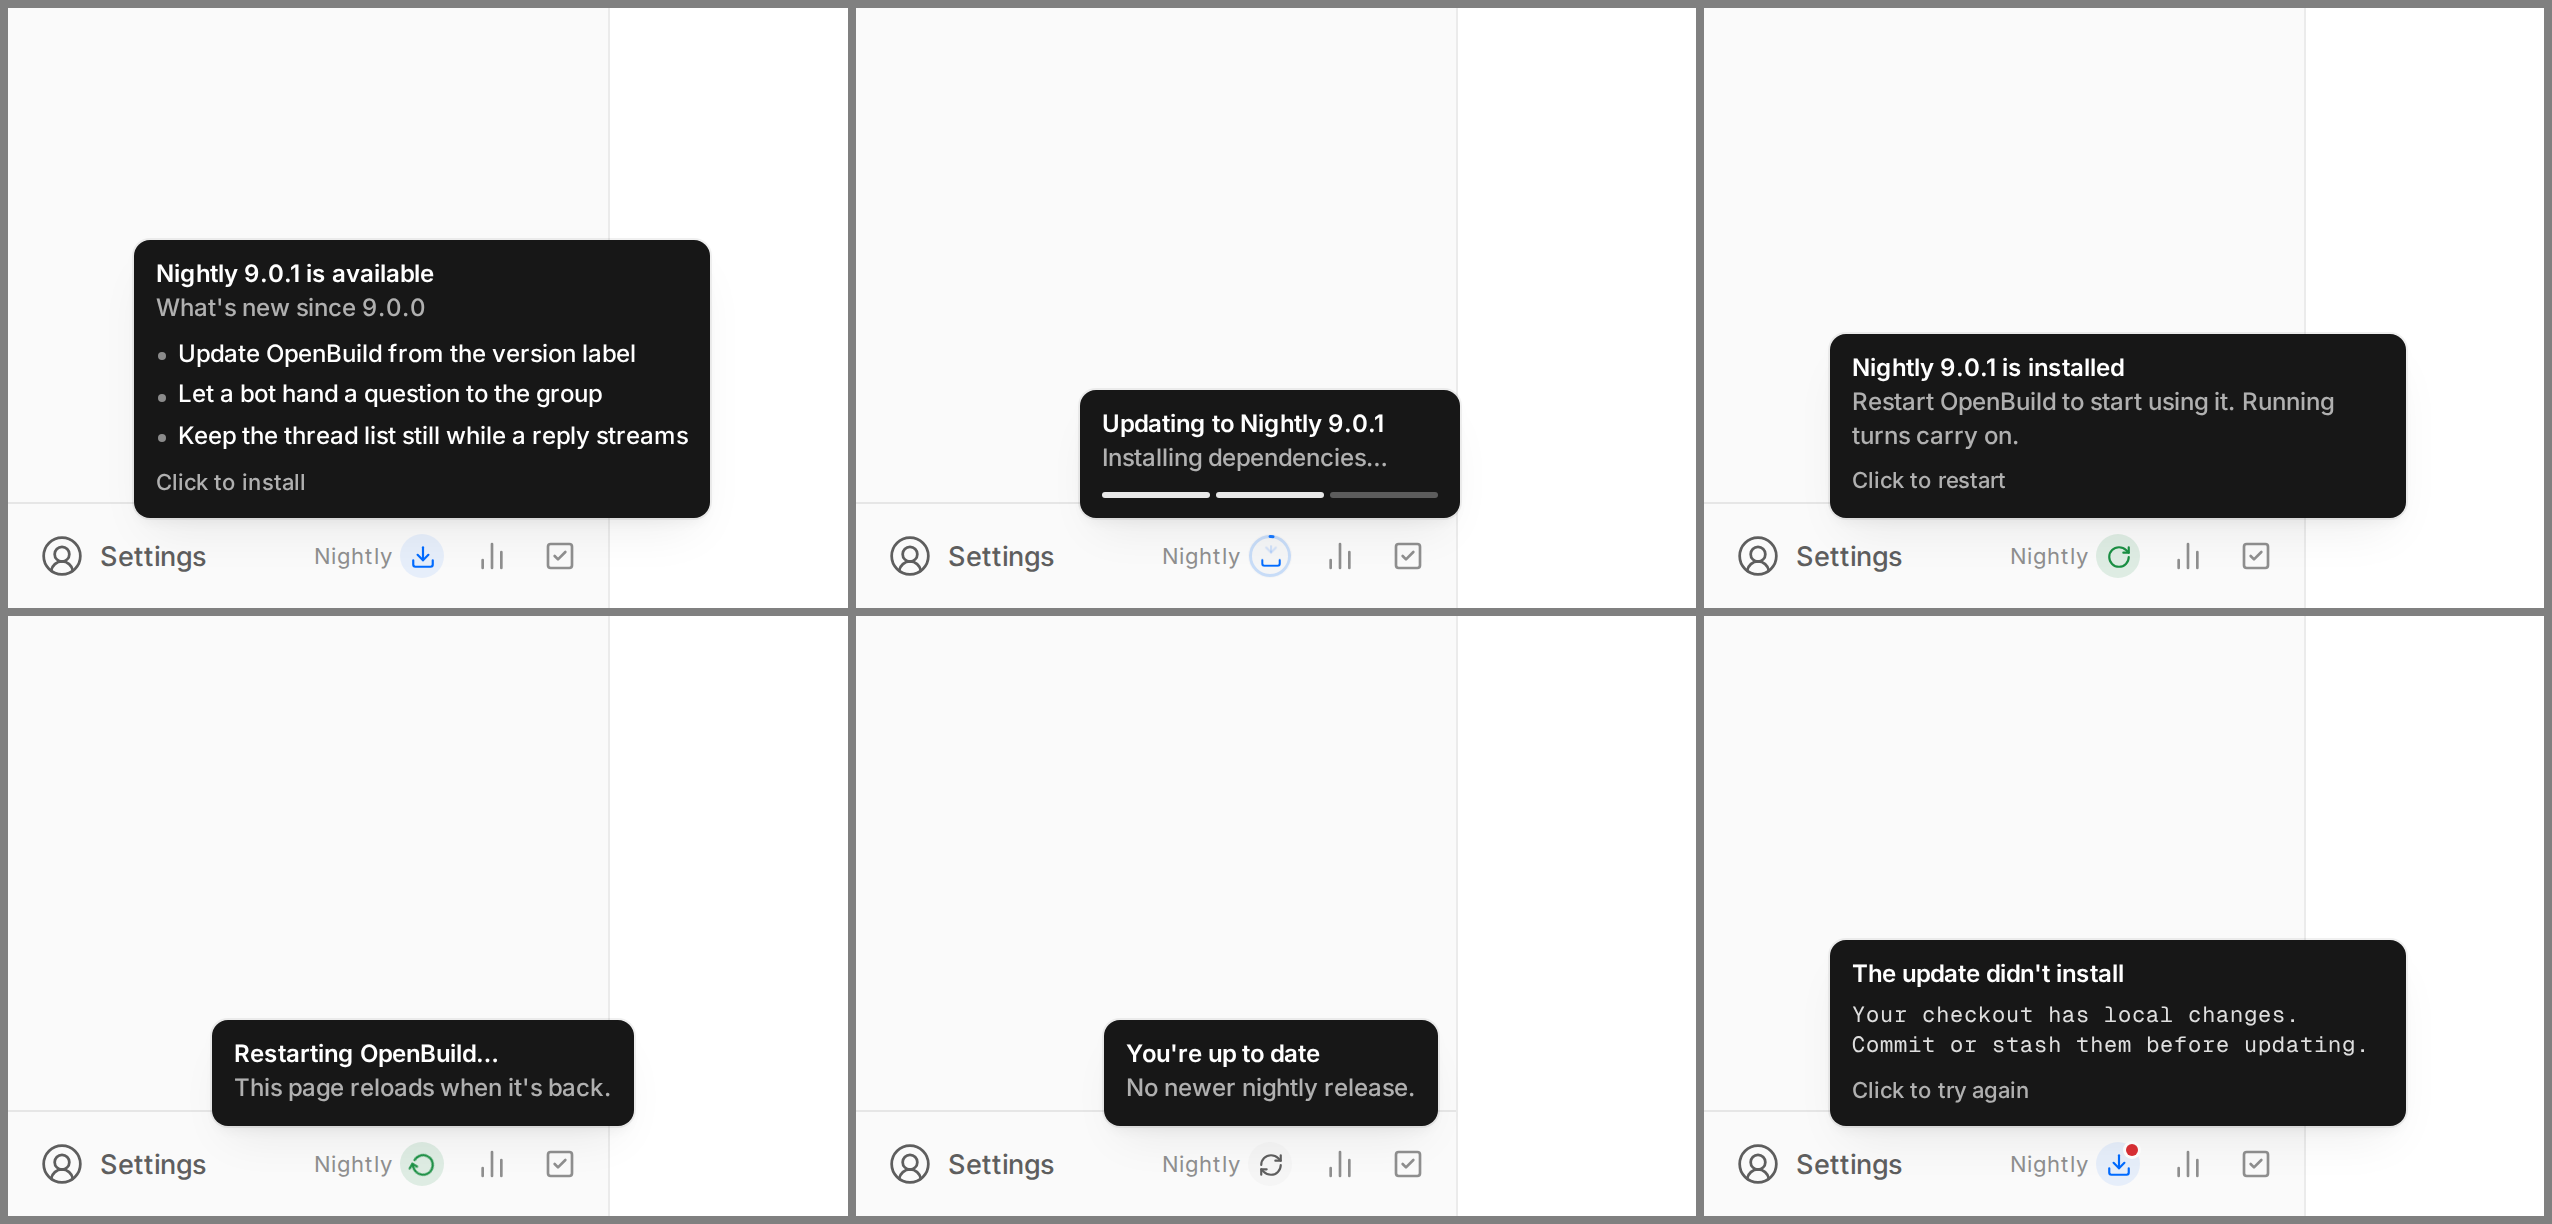 Nightly 9.0.1 is available
What's new since 9.0.0
Update OpenBuild from the version label
Let a bot hand a question to the group
Keep the thread list still while a reply streams
Click to install
Settings
Nightly
Updating to Nightly 9.0.1
Installing dependencies...
Settings
Nightly
Nightly 9.0.1 is installed
Restart OpenBuild to start using it. Running
turns carry on.
Click to restart
Settings
Nightly
Restarting OpenBuild...
This page reloads when it's back.
Settings
Nightly
You're up to date
No newer nightly release.
Settings
Nightly
The update didn't install
Your checkout has local changes.
Commit or stash them before updating.
Click to try again
Settings
Nightly